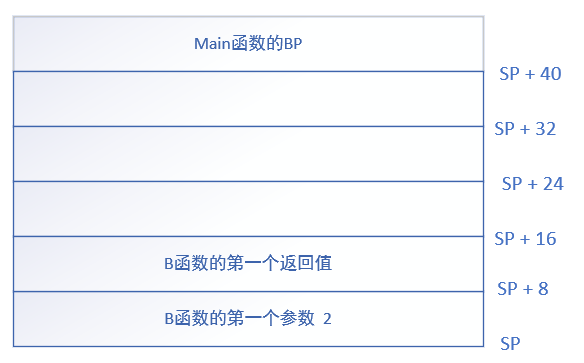 Main函数的BP
SP + 40
SP + 32
SP + 24
SP + 16
B函数的第一个返回值
SP + 8
B函数的第一个参数 2
SP